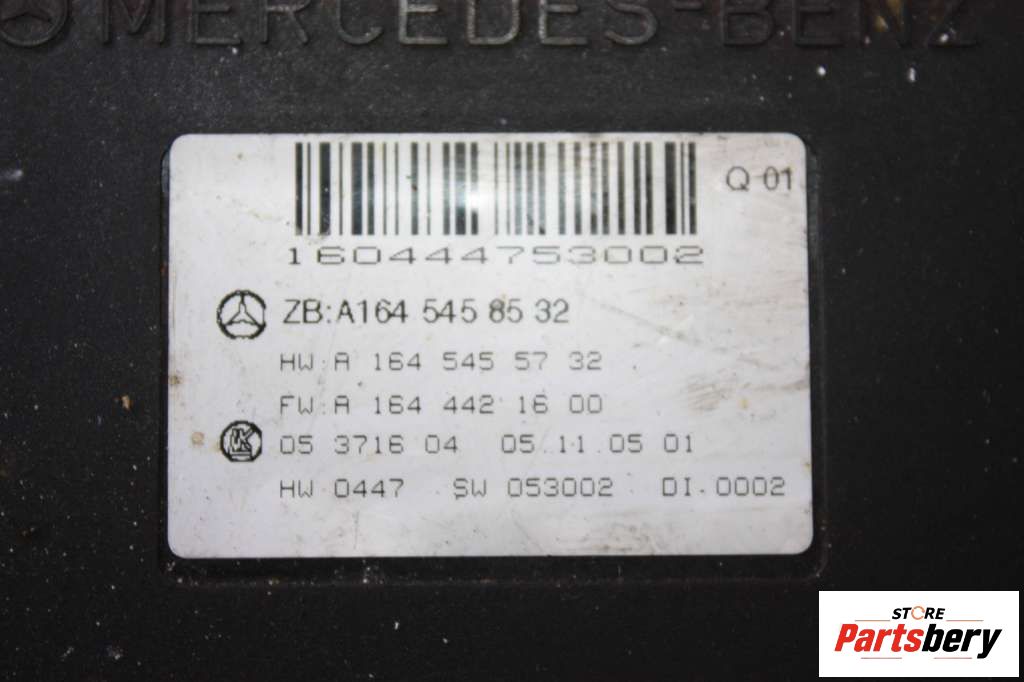 MERCEDES-BENZ
Q 01
160444753002
ZB:A164 545 85 32
HW:A 164 545 57 32
FW:A 164 442 16 00
05 3716 04 05.11.05 01
HW 0447 SW 053002 DI.0002
STORE
Partsbery